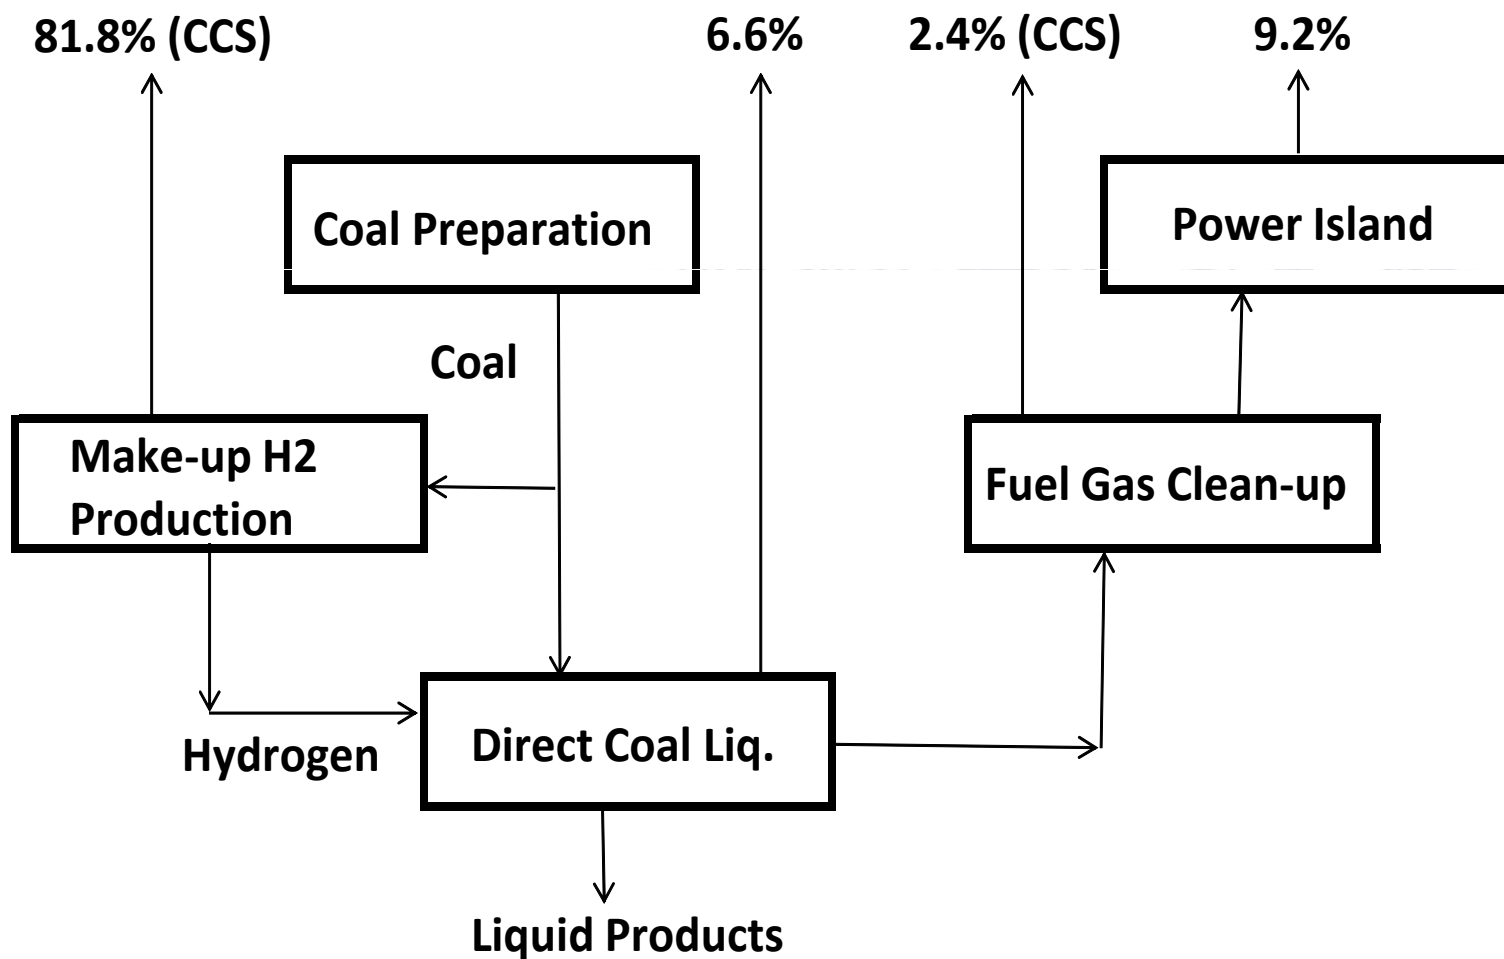 81.8% (CCS)
6.6%
2.4% (CCS)
9.2%
Coal Preparation
Power Island
Coal
Make-up H2
Production
Fuel Gas Clean-up
Hydrogen
Direct Coal Liq.
Liquid Products